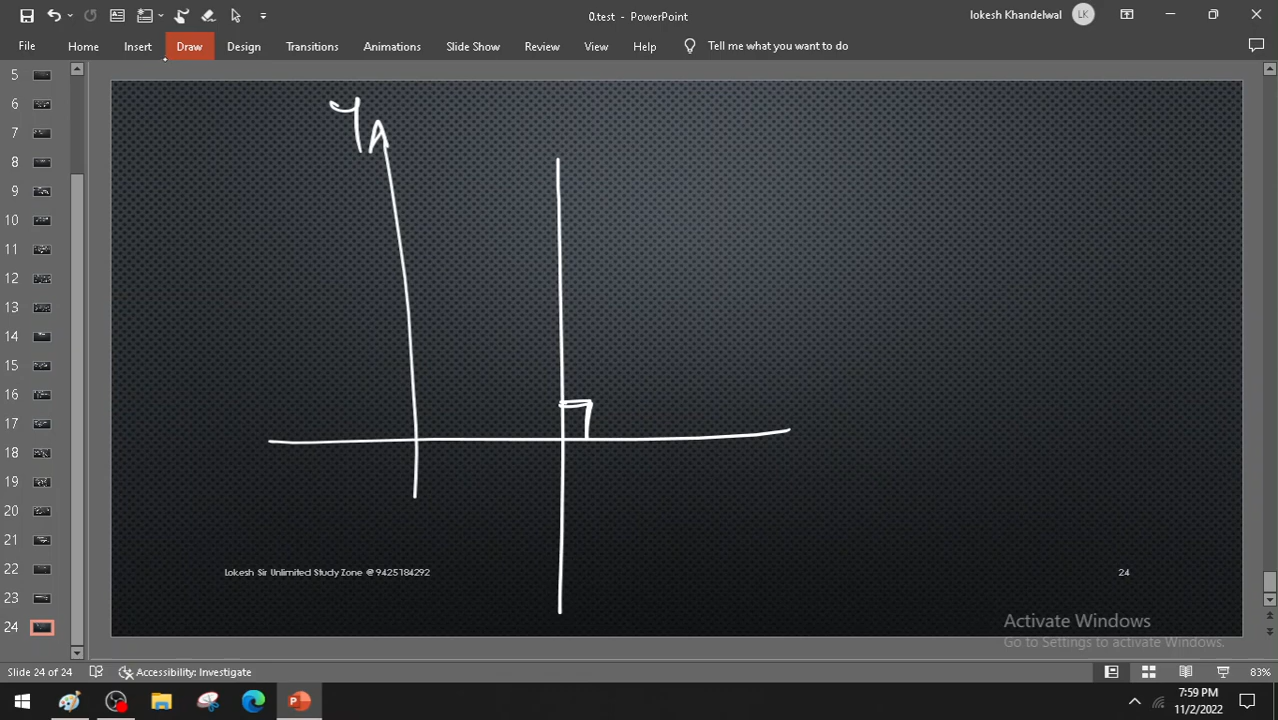 0.test - PowerPoint
lokesh Khandelwal
LK
File Home Insert Draw Design Transitions Animations Slide Show Review View Help Tell me what you want to do
5
6
7
8
9
10
11
12
13
14
15
16
17
18
19
20
21
22
23
24
Lokesh Sir Unlimited Study Zone @ 9425184292
24
Activate Windows
Go to Settings to activate Windows.
Slide 24 of 24
Accessibility: Investigate
83%
7:59 PM
11/2/2022